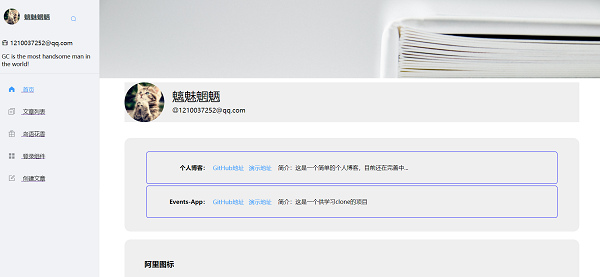 魑魅魍魉
1210037252@qq.com
GC is the most handsome man in
the world!
首页
文章列表
鸟语花香
登录组件
创建文章
魑魅魍魉
@1210037252@qq.com
个人博客： GitHub地址 演示地址 简介：这是一个简单的个人博客，目前还在完善中...
Events-App： GitHub地址 演示地址 简介：这是一个供学习clone的项目
阿里图标